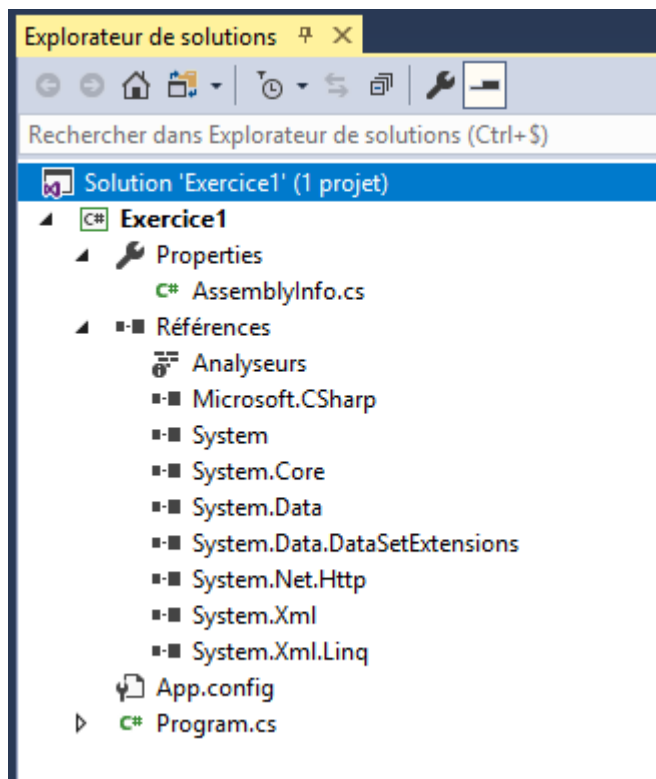 Explorateur de solutions
Rechercher dans Explorateur de solutions (Ctrl+$)
Solution 'Exercice1' (1 projet)
C# Exercice1
Properties
C# AssemblyInfo.cs
Références
Analyseurs
Microsoft.CSharp
System
System.Core
System.Data
System.Data.DataSetExtensions
System.Net.Http
System.Xml
System.Xml.Linq
App.config
C# Program.cs